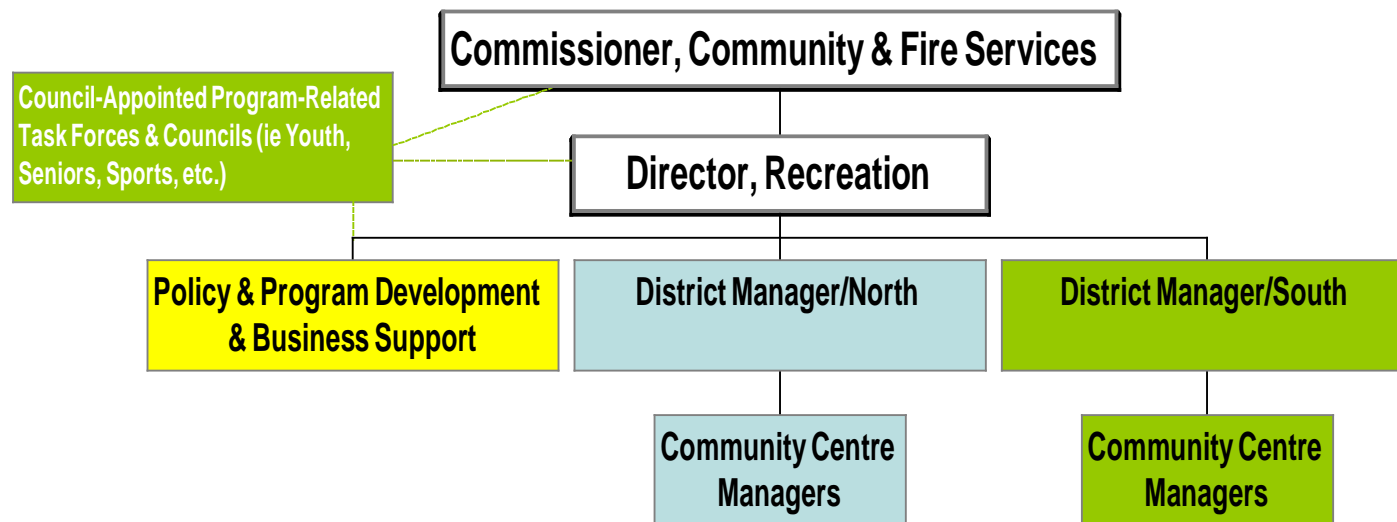 Commissioner, Community & Fire Services
Council-Appointed Program-Related
Task Forces & Councils (ie Youth,
Seniors, Sports, etc.)
Director, Recreation
Policy & Program Development
& Business Support
District Manager/North
District Manager/South
Community Centre
Managers
Community Centre
Managers